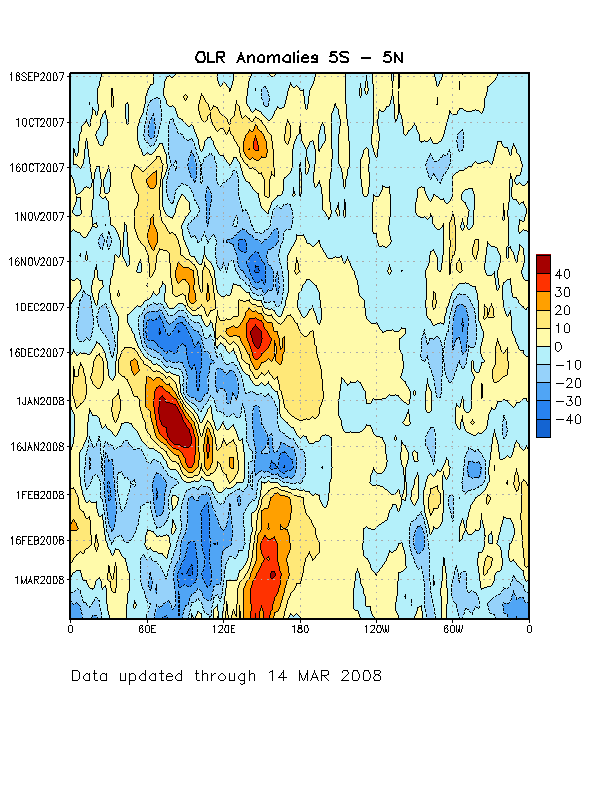 OLR Anomalies 5S – 5N
18SEP2007
1OCT2007
16OCT2007
1NOV2007
16NOV2007
1DEC2007
16DEC2007
1JAN2008
16JAN2008
1FEB2008
16FEB2008
1MAR2008
0 60E 120E 180 120W 60W 0
40
30
20
10
0
−10
−20
−30
−40
Data updated through 14 MAR 2008